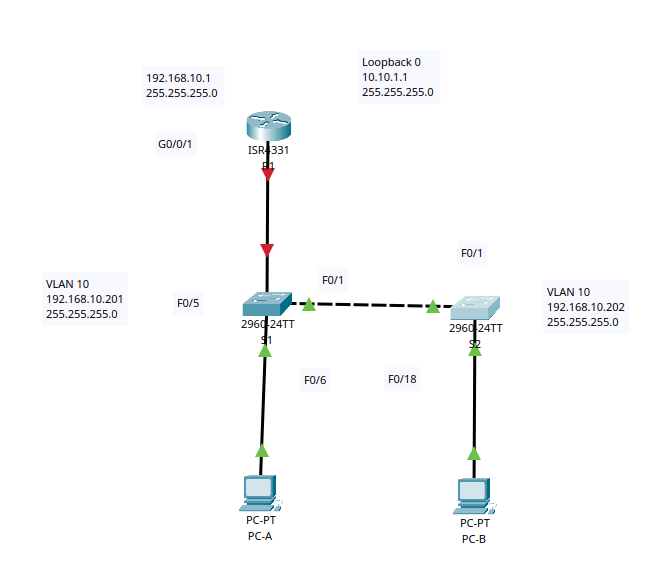 Loopback 0
10.10.1.1
255.255.255.0
192.168.10.1
255.255.255.0
G0/0/1
ISR4331
R1
F0/1
F0/1
VLAN 10
192.168.10.201
255.255.255.0
F0/5
VLAN 10
192.168.10.202
255.255.255.0
2960-24TT
S1
2960-24TT
S2
F0/6
F0/18
PC-PT
PC-A
PC-PT
PC-B